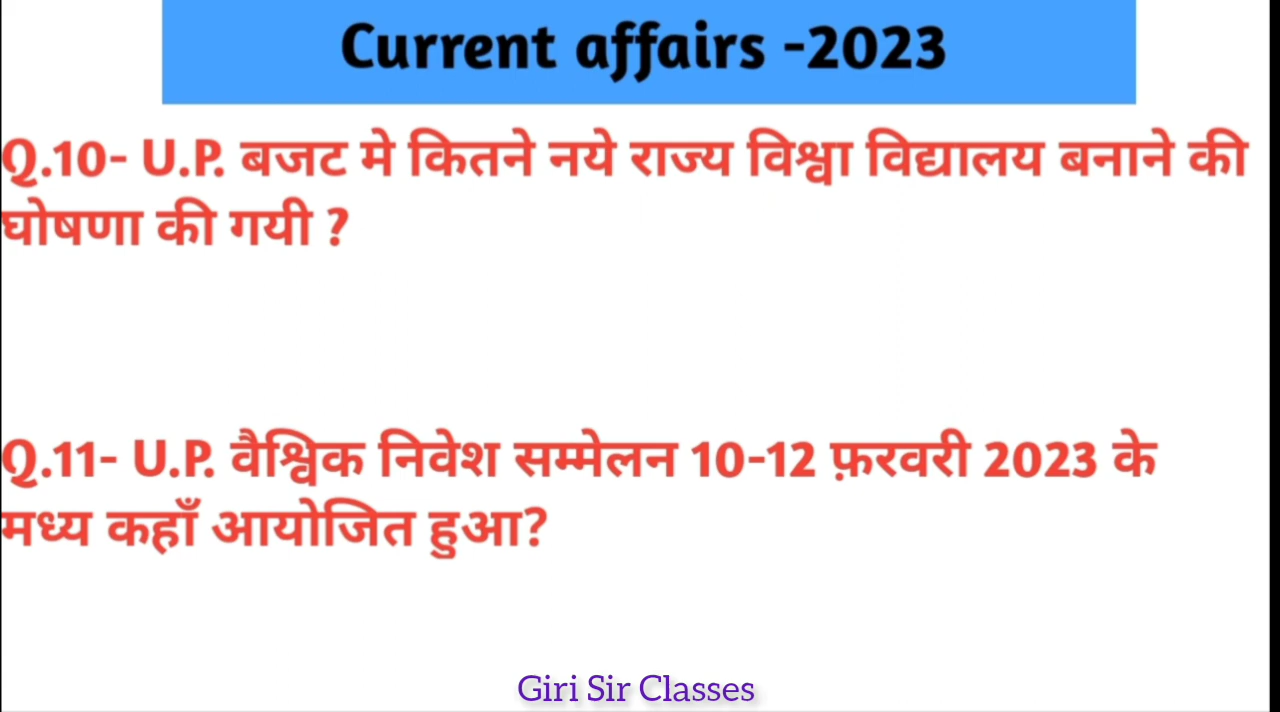 Current affairs -2023
Q.10- U.P. बजट मे कितने नये राज्य विश्वा विद्यालय बनाने की
घोषणा की गयी ?
Q.11- U.P. वैश्विक निवेश सम्मेलन 10-12 फ़रवरी 2023 के
मध्य कहाँ आयोजित हुआ?
Giri Sir Classes